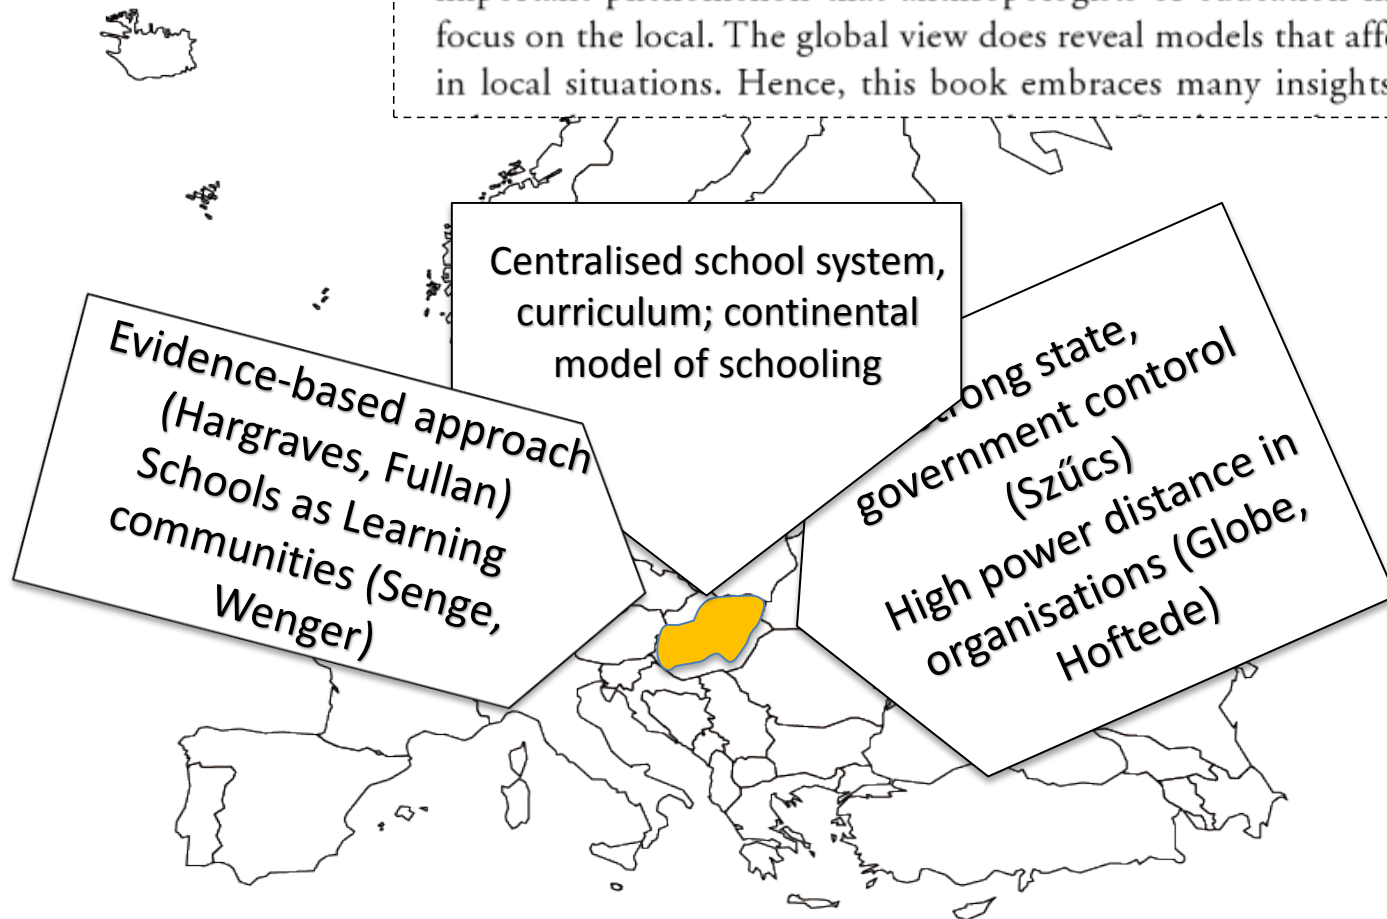 focus on the local. The global view does reveal models that
in local situations. Hence, this book embraces many insights
Centralised school system,
curriculum; continental
model of schooling
Evidence-based approach
(Hargraves, Fullan)
Schools as Learning
communities (Senge,
Wenger)
state,
government contorol
(Szűcs)
High power distance in
organisations (Globe,
Hoftede)